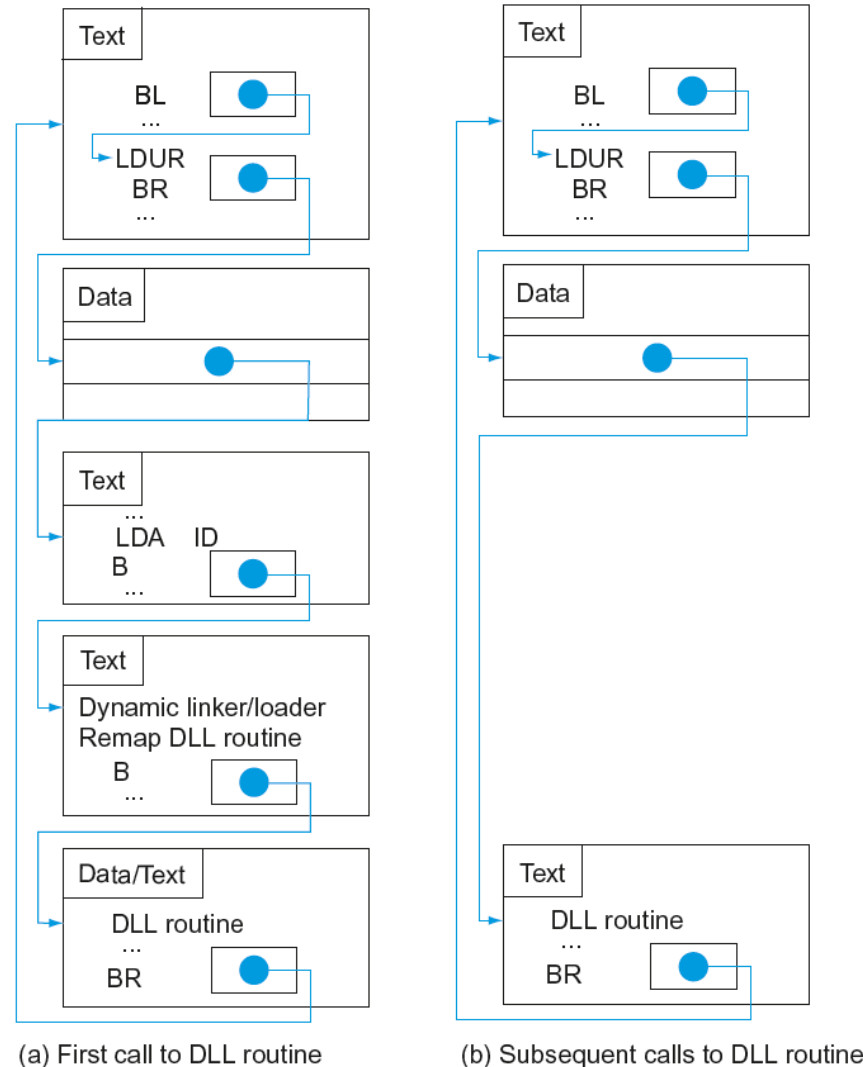 Text
BL
...
LDUR
BR
...
Data
Text
...
LDA ID
B
...
Text
Dynamic linker/loader
Remap DLL routine
B
...
Data/Text
DLL routine
...
BR
(a) First call to DLL routine
Text
BL
...
LDUR
BR
...
Data
Text
DLL routine
...
BR
(b) Subsequent calls to DLL routine